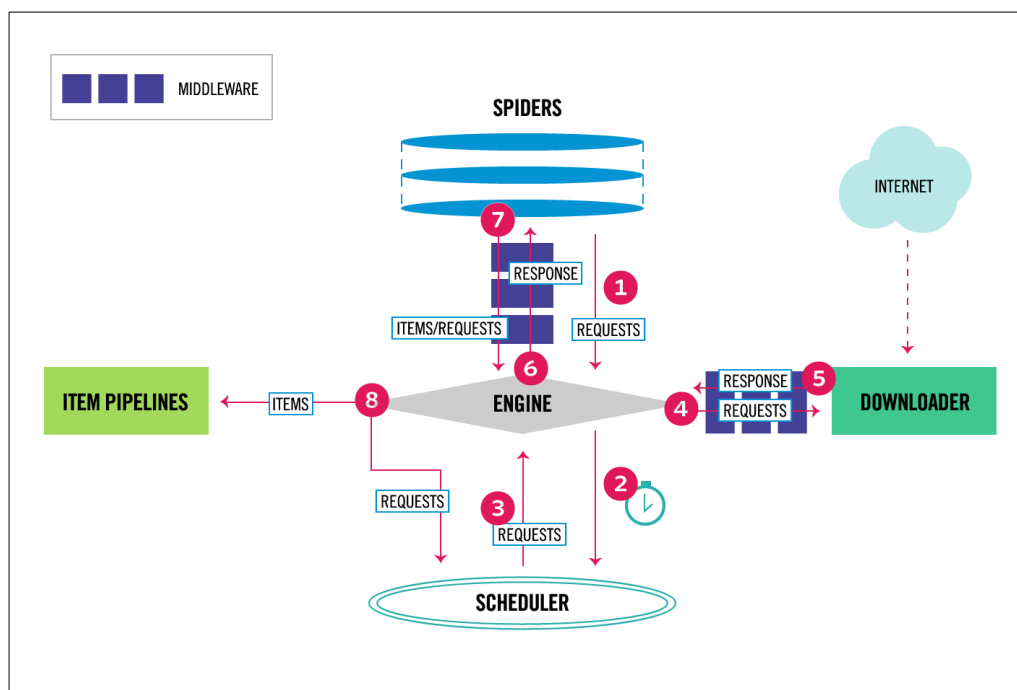 MIDDLEWARE
SPIDERS
INTERNET
7
RESPONSE
1
ITEMS/REQUESTS
REQUESTS
6
RESPONSE
5
ITEM PIPELINES
ITEMS
8
ENGINE
4
REQUESTS
DOWNLOADER
2
REQUESTS
3
REQUESTS
SCHEDULER